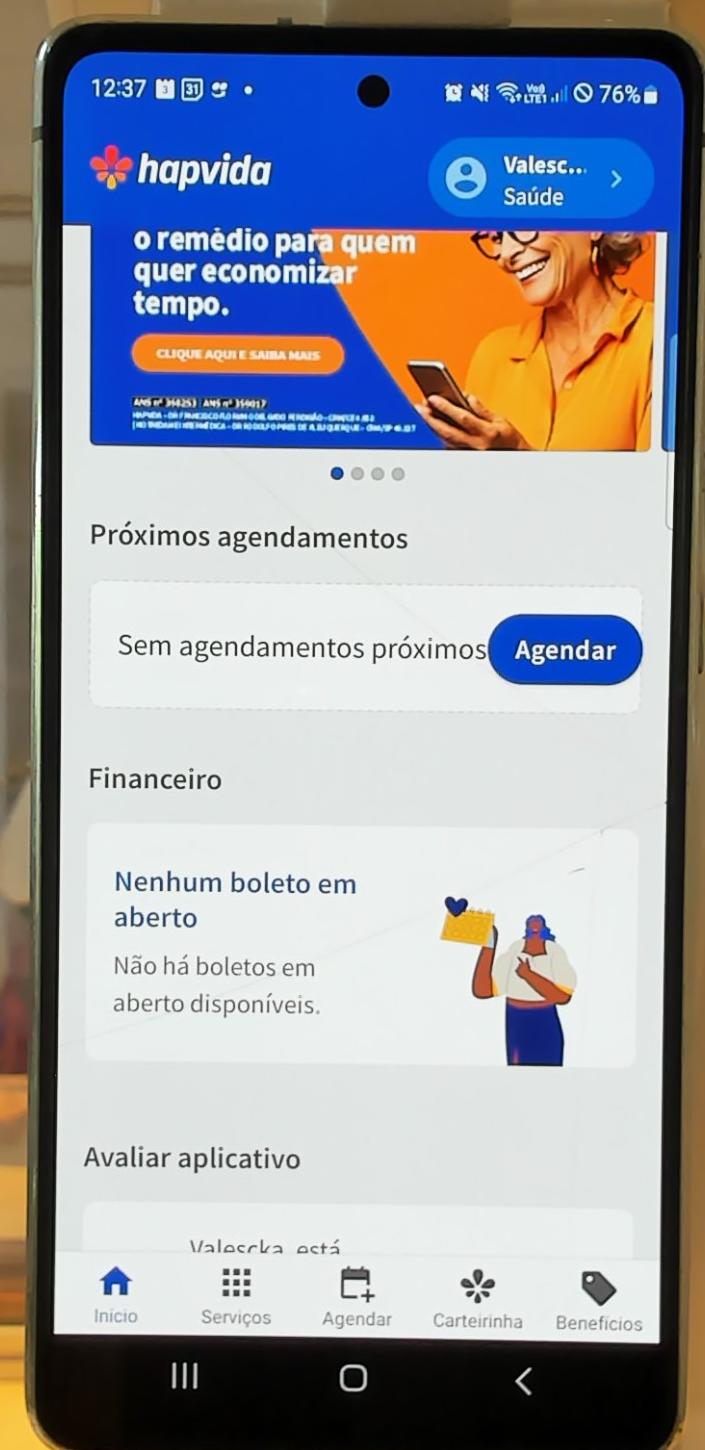 12:37
76%
hapvida
Valesc...
Saúde
o remédio para quem
quer economizar
tempo.
CLIQUE AQUI E SAIBA MAIS
ANS nº 368253 ANS nº 359017
Próximos agendamentos
Sem agendamentos próximos
Agendar
Financeiro
Nenhum boleto em
aberto
Não há boletos em
aberto disponíveis.
Avaliar aplicativo
Valescka, está
Início
Serviços
Agendar
Carteirinha
Benefícios